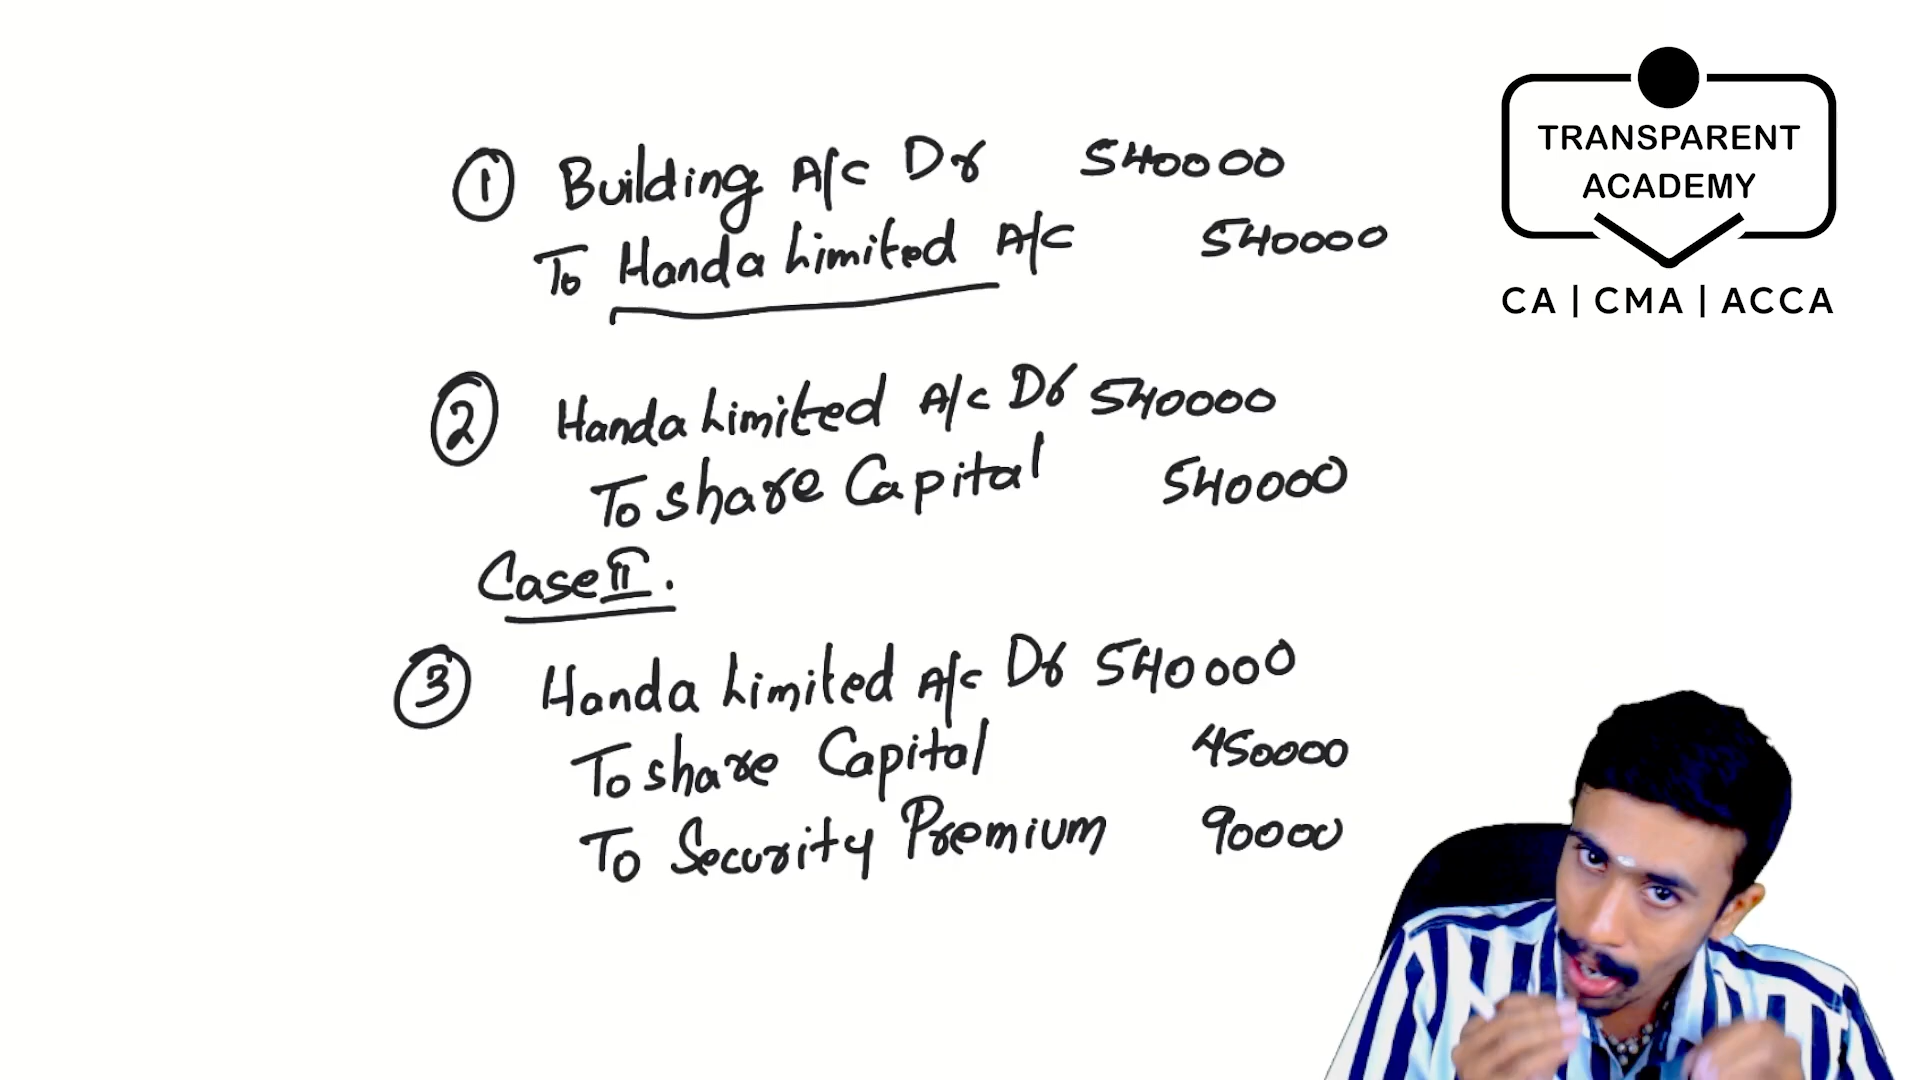 ① Building A/c Dr 540000
To Handa Limited A/c 540000
② Handa Limited A/c Dr 540000
To share Capital 540000
Case II.
③ Handa Limited A/c Dr 540000
To share Capital 450000
To Security Premium 90000
TRANSPARENT
ACADEMY
CA | CMA | ACCA